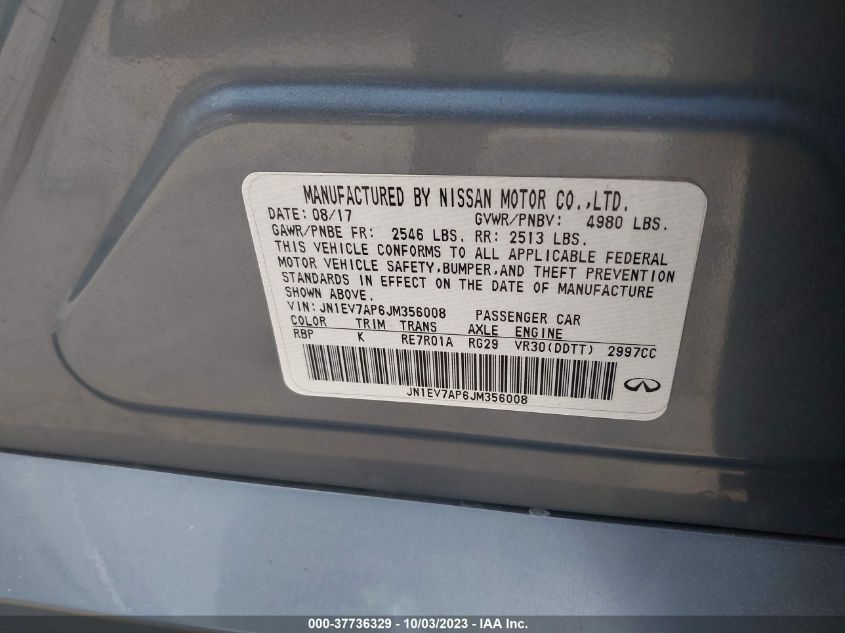 MANUFACTURED BY NISSAN MOTOR CO.,LTD.
DATE: 08/17 GVWR/PNBV: 4980 LBS.
GAWR/PNBE FR: 2546 LBS. RR: 2513 LBS.
THIS VEHICLE CONFORMS TO ALL APPLICABLE FEDERAL
MOTOR VEHICLE SAFETY,BUMPER,AND THEFT PREVENTION
STANDARDS IN EFFECT ON THE DATE OF MANUFACTURE
SHOWN ABOVE.
VIN: JN1EV7AP6JM356008 PASSENGER CAR
COLOR TRIM TRANS AXLE ENGINE
RBP K RE7R01A RG29 VR30(DDTT) 2997CC
JN1EV7AP6JM356008
000-37736329 - 10/03/2023 - COPYRIGHT © IAA, LLC.